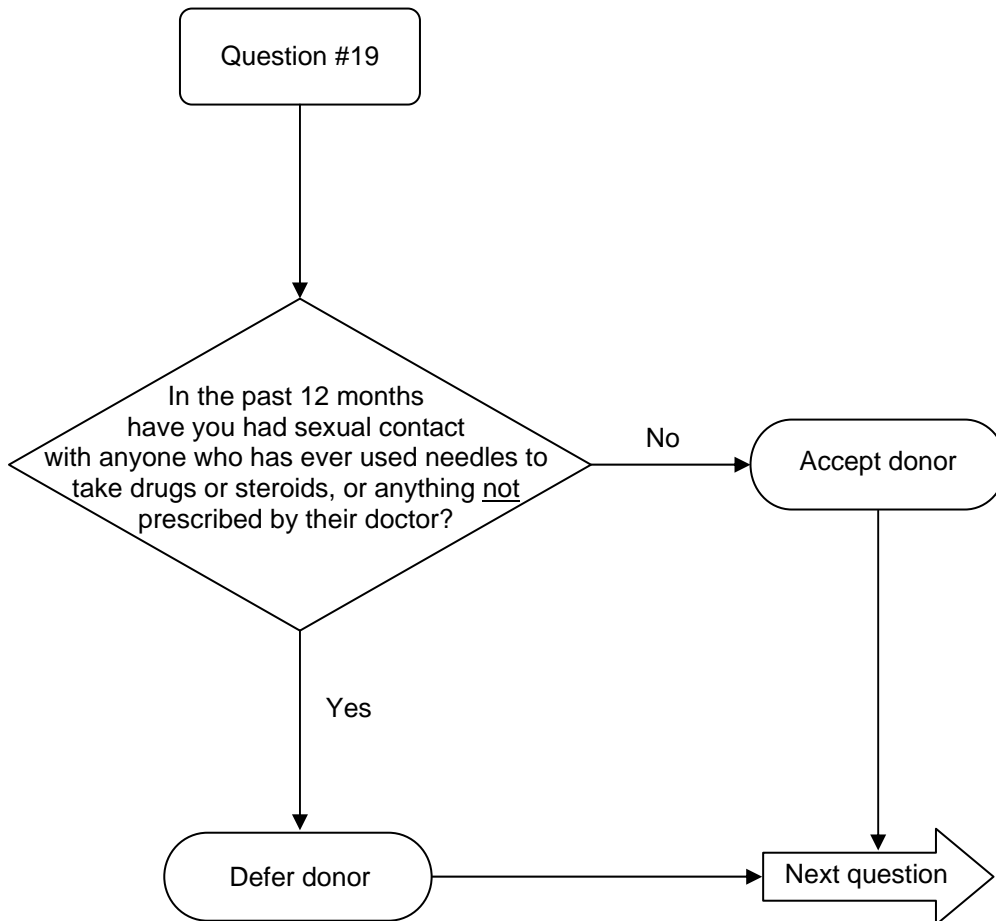 Question #19
In the past 12 months
have you had sexual contact
with anyone who has ever used needles to
take drugs or steroids, or anything not
prescribed by their doctor?
No
Accept donor
Yes
Defer donor
Next question